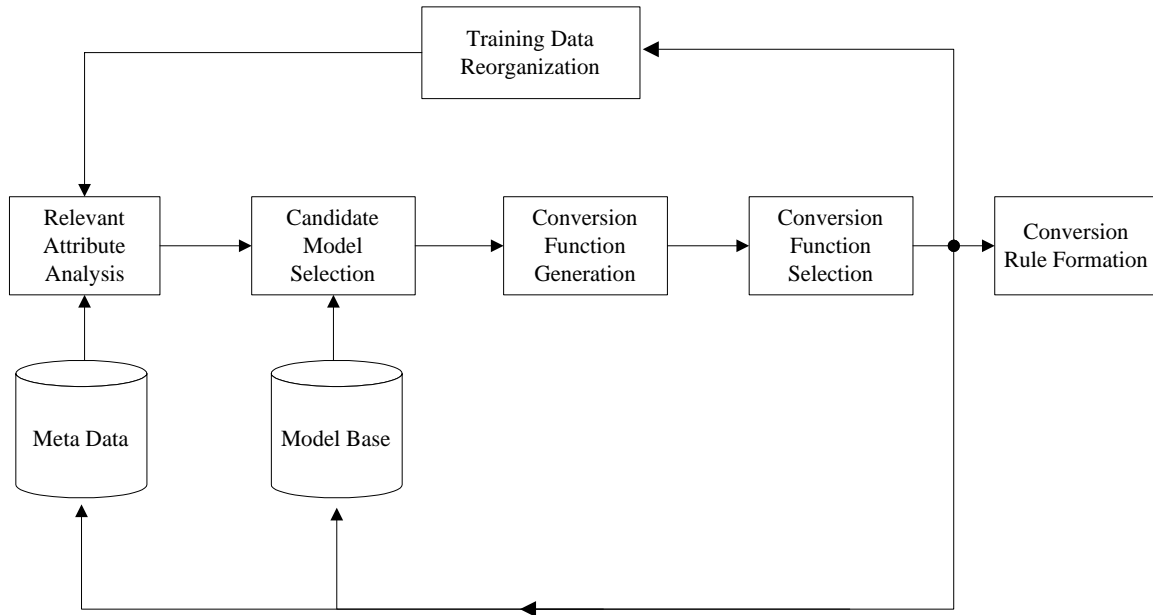 Training Data
Reorganization
Relevant
Attribute
Analysis
Candidate
Model
Selection
Conversion
Function
Generation
Conversion
Function
Selection
Conversion
Rule Formation
Meta Data
Model Base